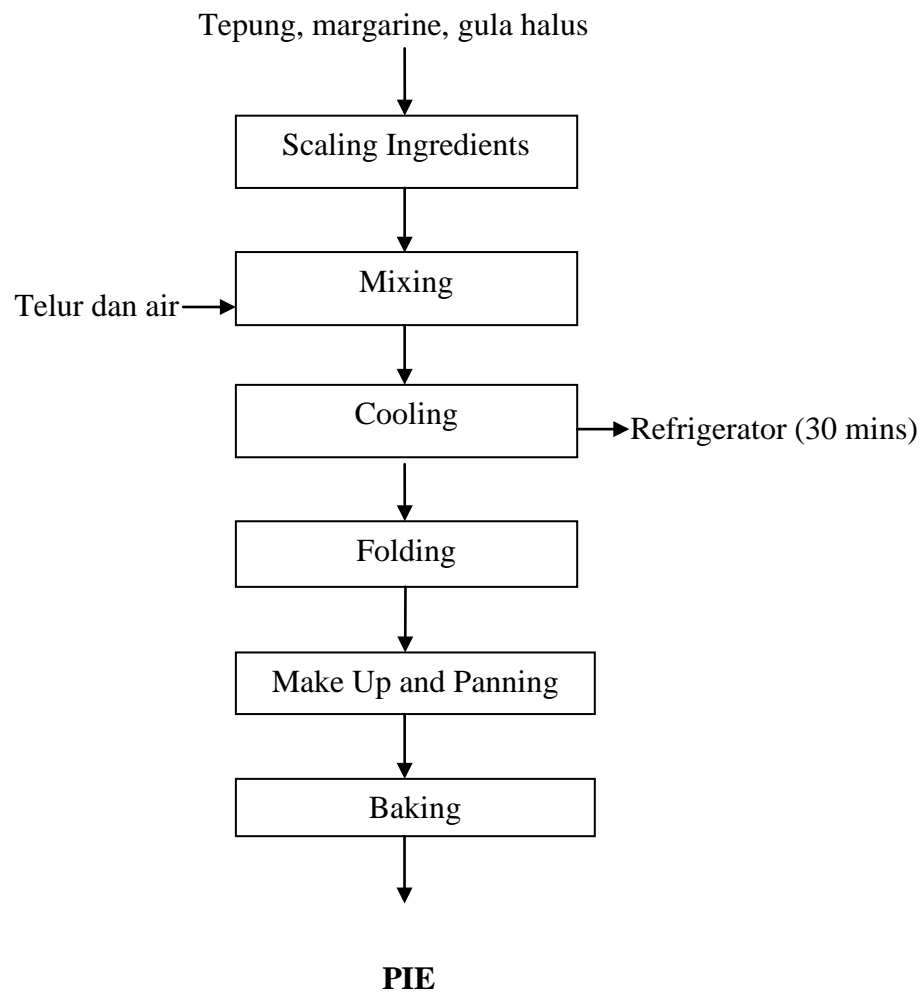 Tepung, margarine, gula halus
Scaling Ingredients
Mixing
Telur dan air
Cooling
Refrigerator (30 mins)
Folding
Make Up and Panning
Baking
PIE